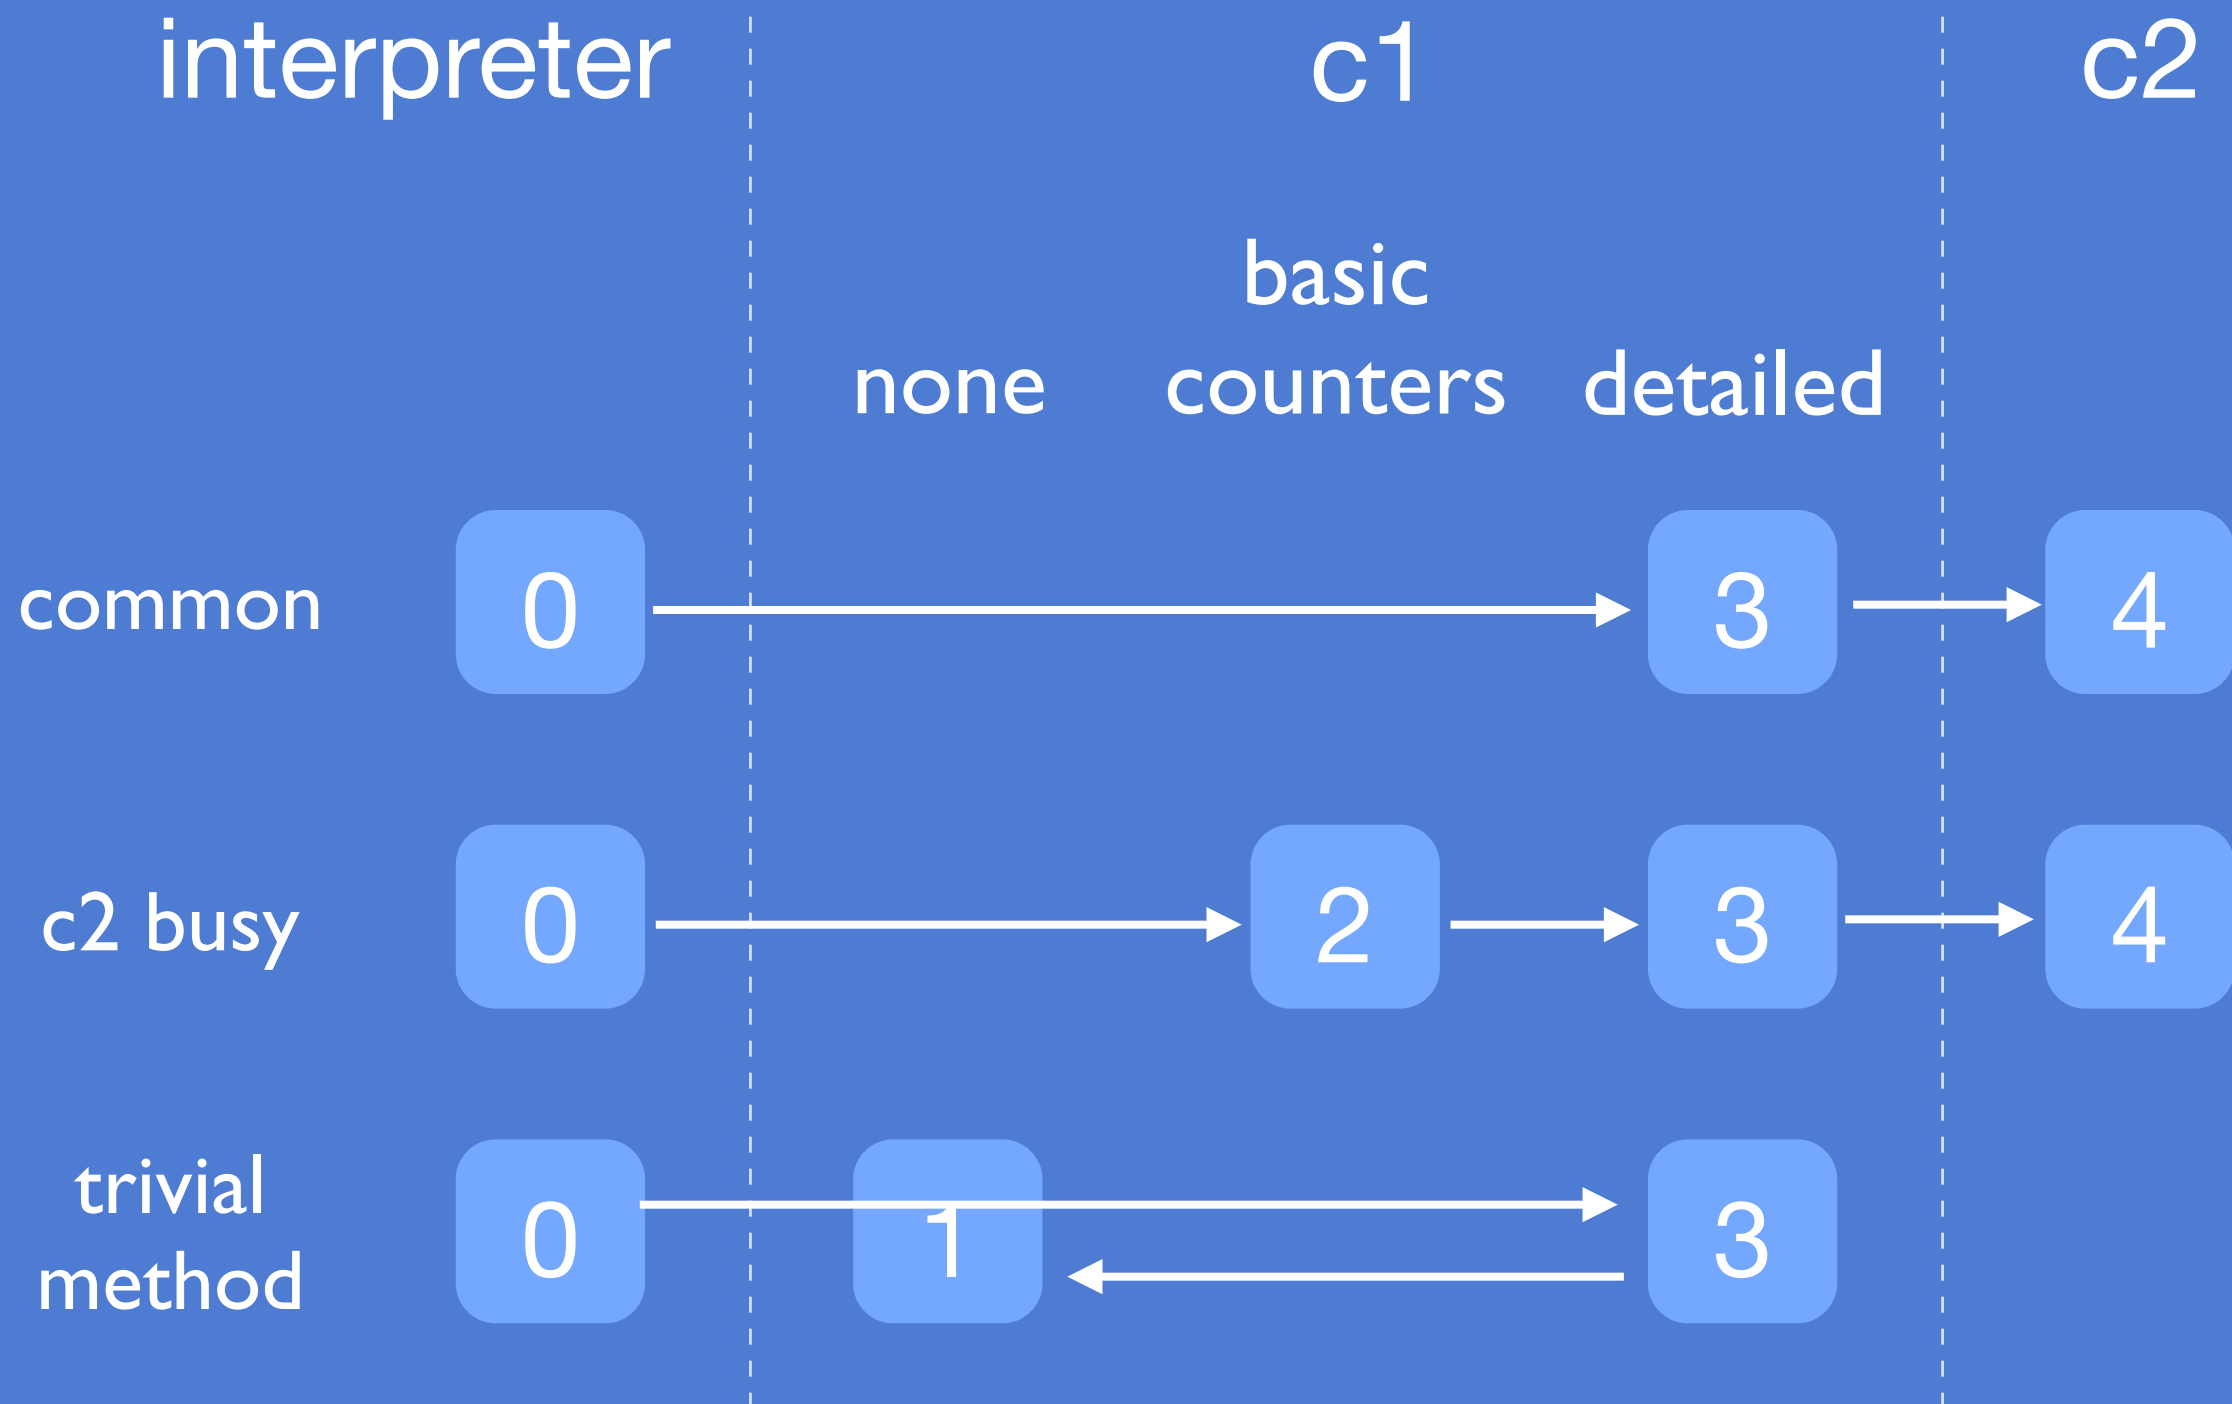 interpreter
c1
c2
basic
none
counters
detailed
common
0
3
4
c2 busy
0
2
3
4
trivial
method
0
1
3